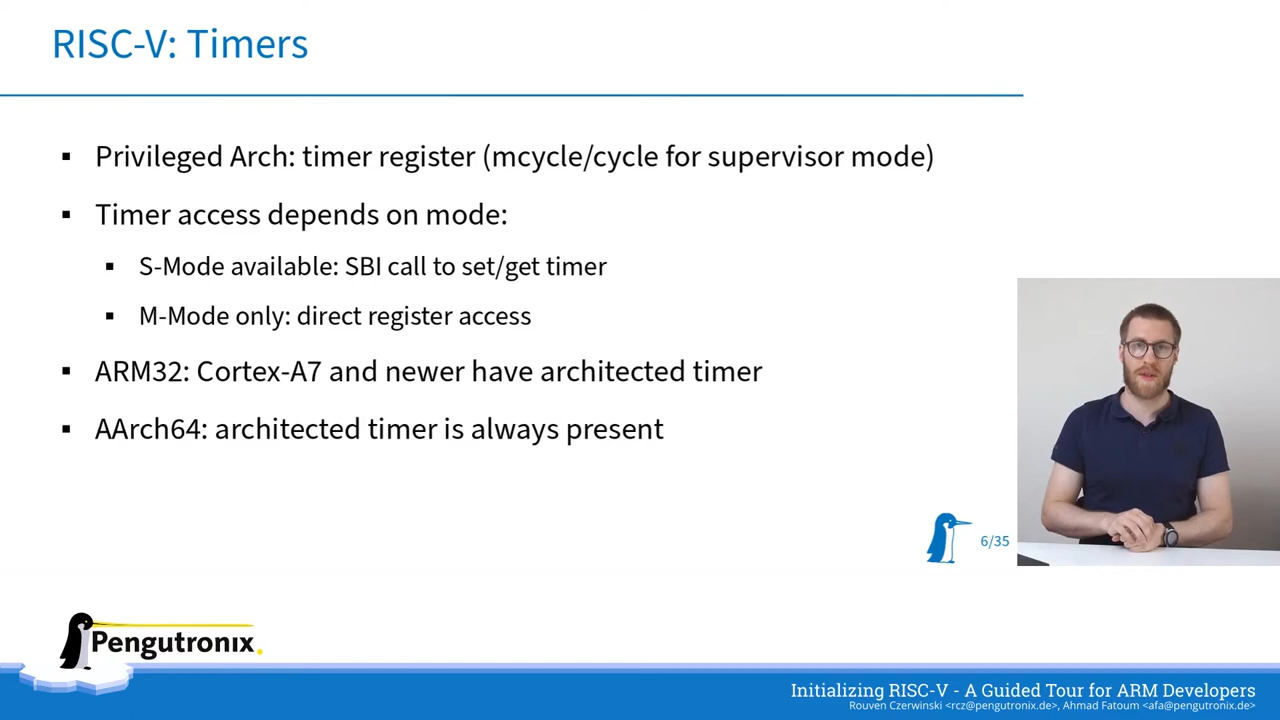 RISC-V: Timers
▪ Privileged Arch: timer register (mcycle/cycle for supervisor mode)
▪ Timer access depends on mode:
▪ S-Mode available: SBI call to set/get timer
▪ M-Mode only: direct register access
▪ ARM32: Cortex-A7 and newer have architected timer
▪ AArch64: architected timer is always present
6/35
Pengutronix
Initializing RISC-V - A Guided Tour for ARM Developers
Rouven Czerwinski <rcz@pengutronix.de>, Ahmad Fatoum <afa@pengutronix.de>